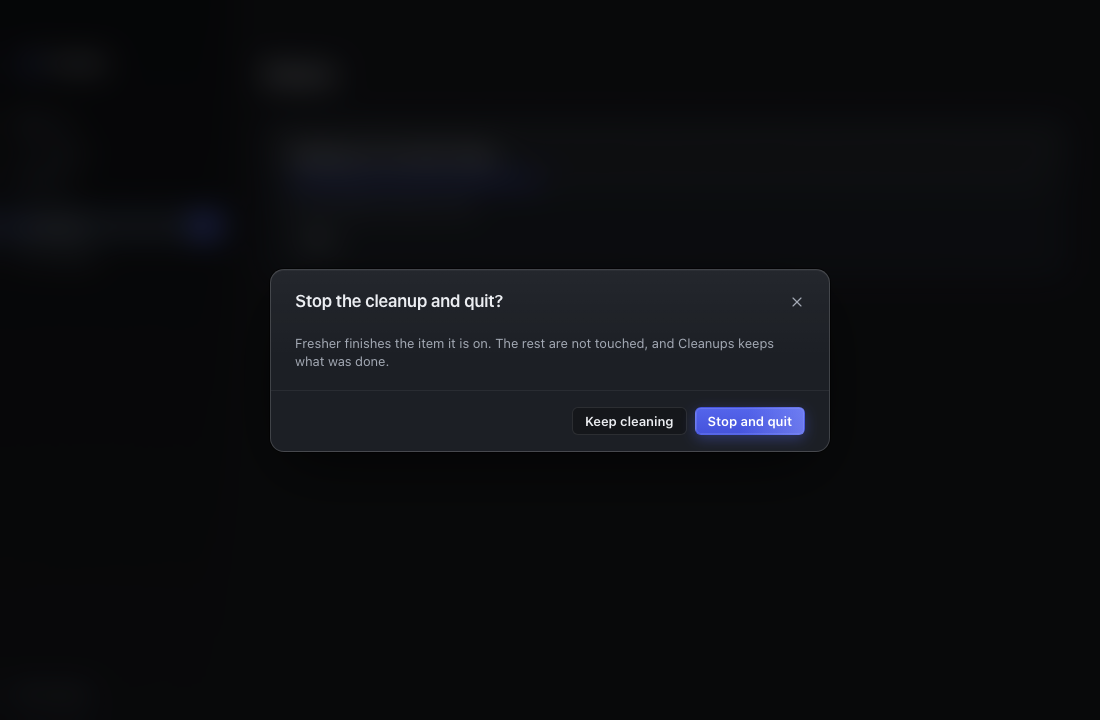 Stop the cleanup and quit?
Fresher finishes the item it is on. The rest are not touched, and Cleanups keeps
what was done.
Keep cleaning
Stop and quit